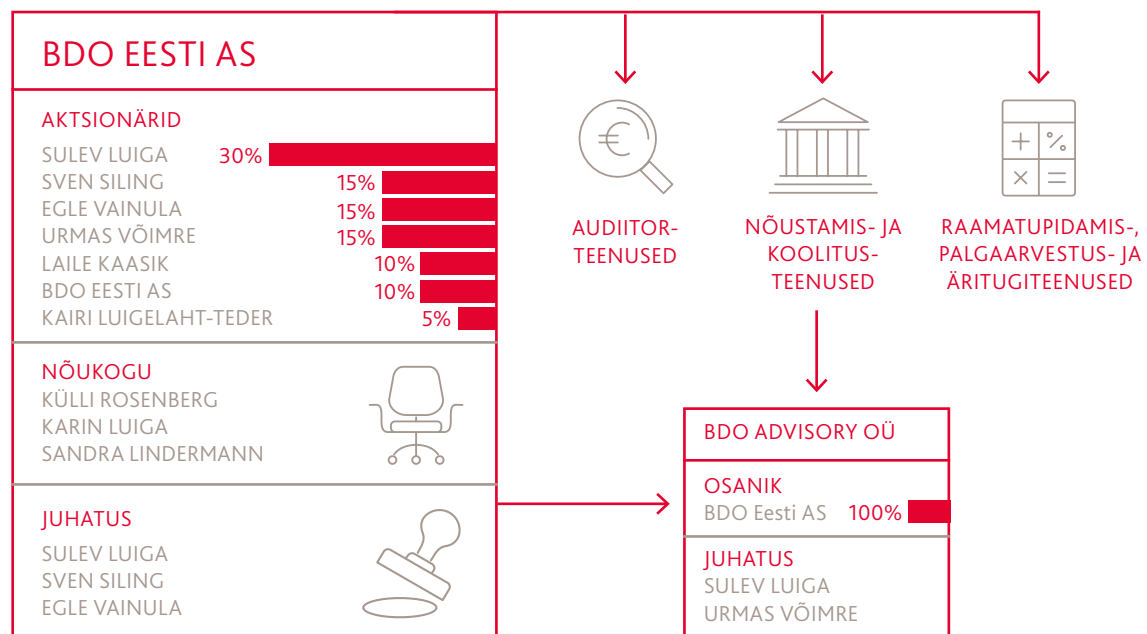 BDO EESTI AS
AKTSIONÄRID
SULEV LUIGA 30%
SVEN SILING 15%
EGLE VAINULA 15%
URMAS VÕIMRE 15%
LAILE KAASIK 10%
BDO EESTI AS 10%
KAIRI LUIGELAHT-TEDER 5%
NÕUKOGU
KÜLLI ROSENBERG
KARIN LUIGA
SANDRA LINDERMANN
JUHATUS
SULEV LUIGA
SVEN SILING
EGLE VAINULA
€
AUDIITOR-
TEENUSED
NÕUSTAMIS- JA
KOOLITUS-
TEENUSED
+ %
× =
RAAMATUPIDAMIS-,
PALGAARVESTUS- JA
ÄRITUGITEENUSED
BDO ADVISORY OÜ
OSANIK
BDO Eesti AS 100%
JUHATUS
SULEV LUIGA
URMAS VÕIMRE